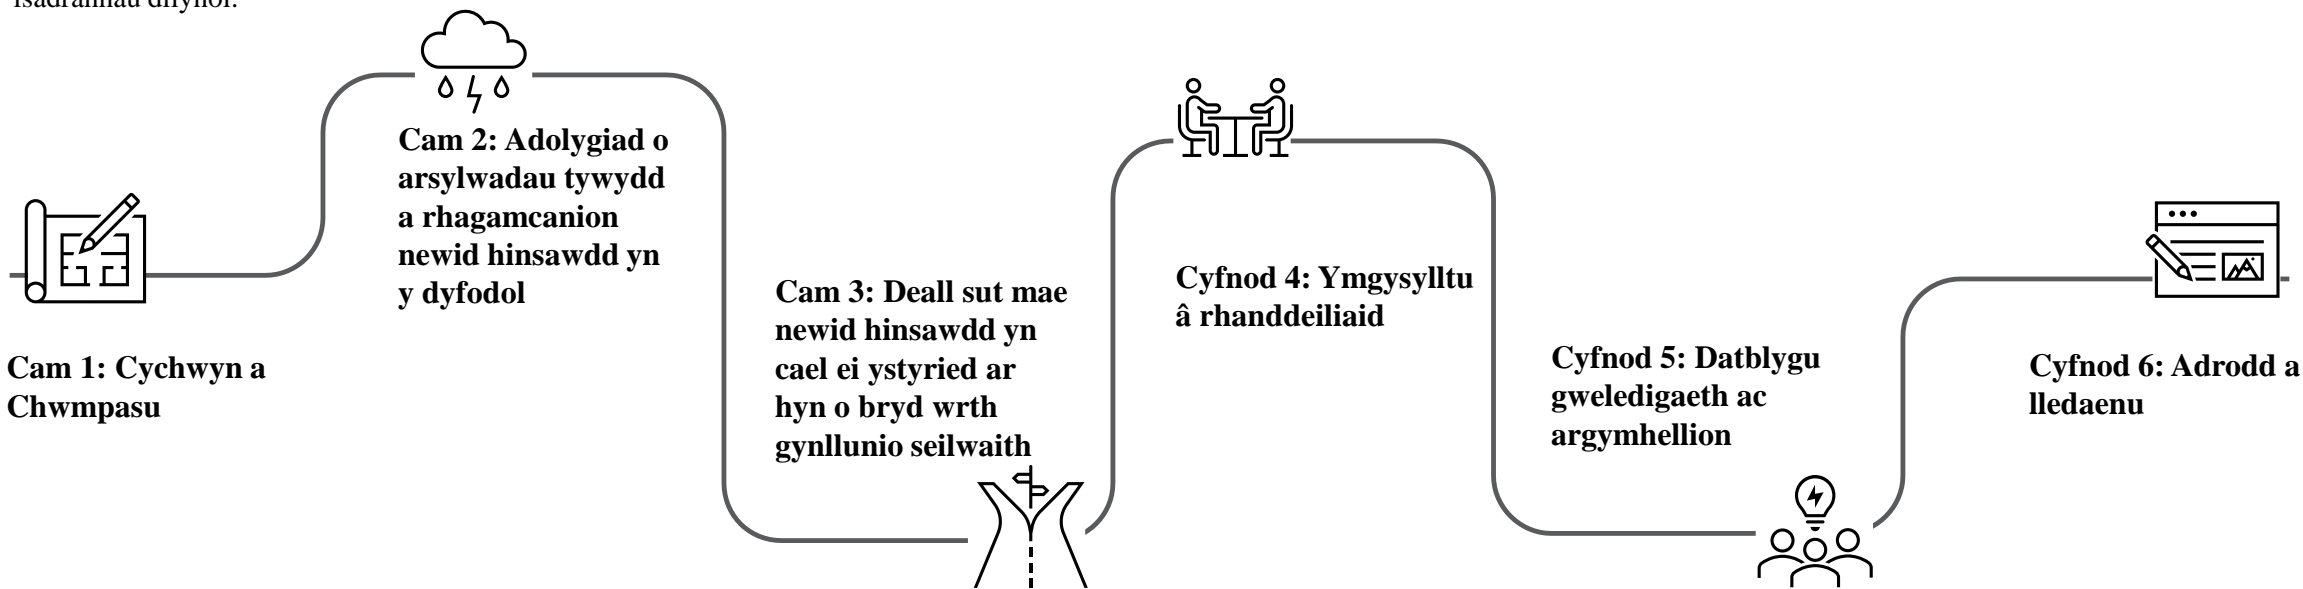 Cam 2: Adolygiad o
arsylwadau tywydd
a rhagamcanion
newid hinsawdd yn
y dyfodol
Cam 1: Cychwyn a
Chwmpasu
Cam 3: Deall sut mae
newid hinsawdd yn
cael ei ystyried ar
hyn o bryd wrth
gynllunio seilwaith
Cyfnod 4: Ymgysylltu
â rhanddeiliaid
Cyfnod 5: Datblygu
gweledigaeth ac
argymhellion
Cyfnod 6: Adrodd a
lledaenu